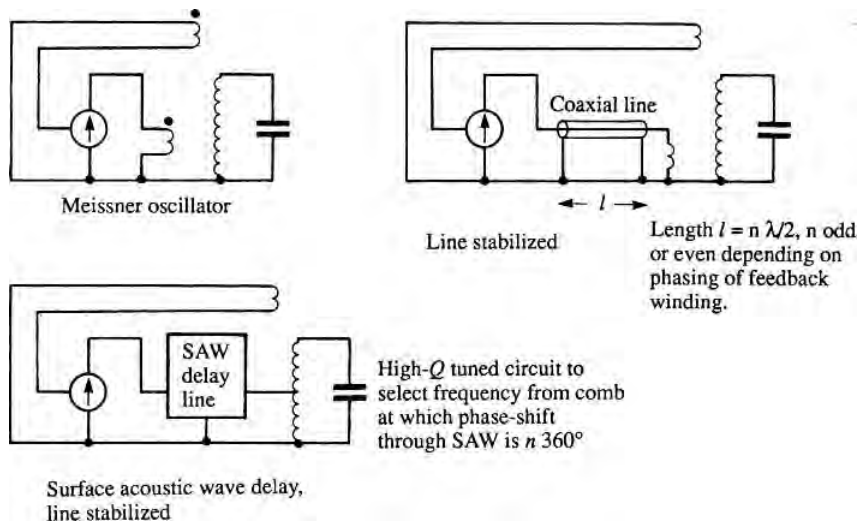 Meissner oscillator
Coaxial line
l
Line stabilized
Length l = n λ/2, n odd
or even depending on
phasing of feedback
winding.
SAW
delay
line
High-Q tuned circuit to
select frequency from comb
at which phase-shift
through SAW is n 360°
Surface acoustic wave delay,
line stabilized